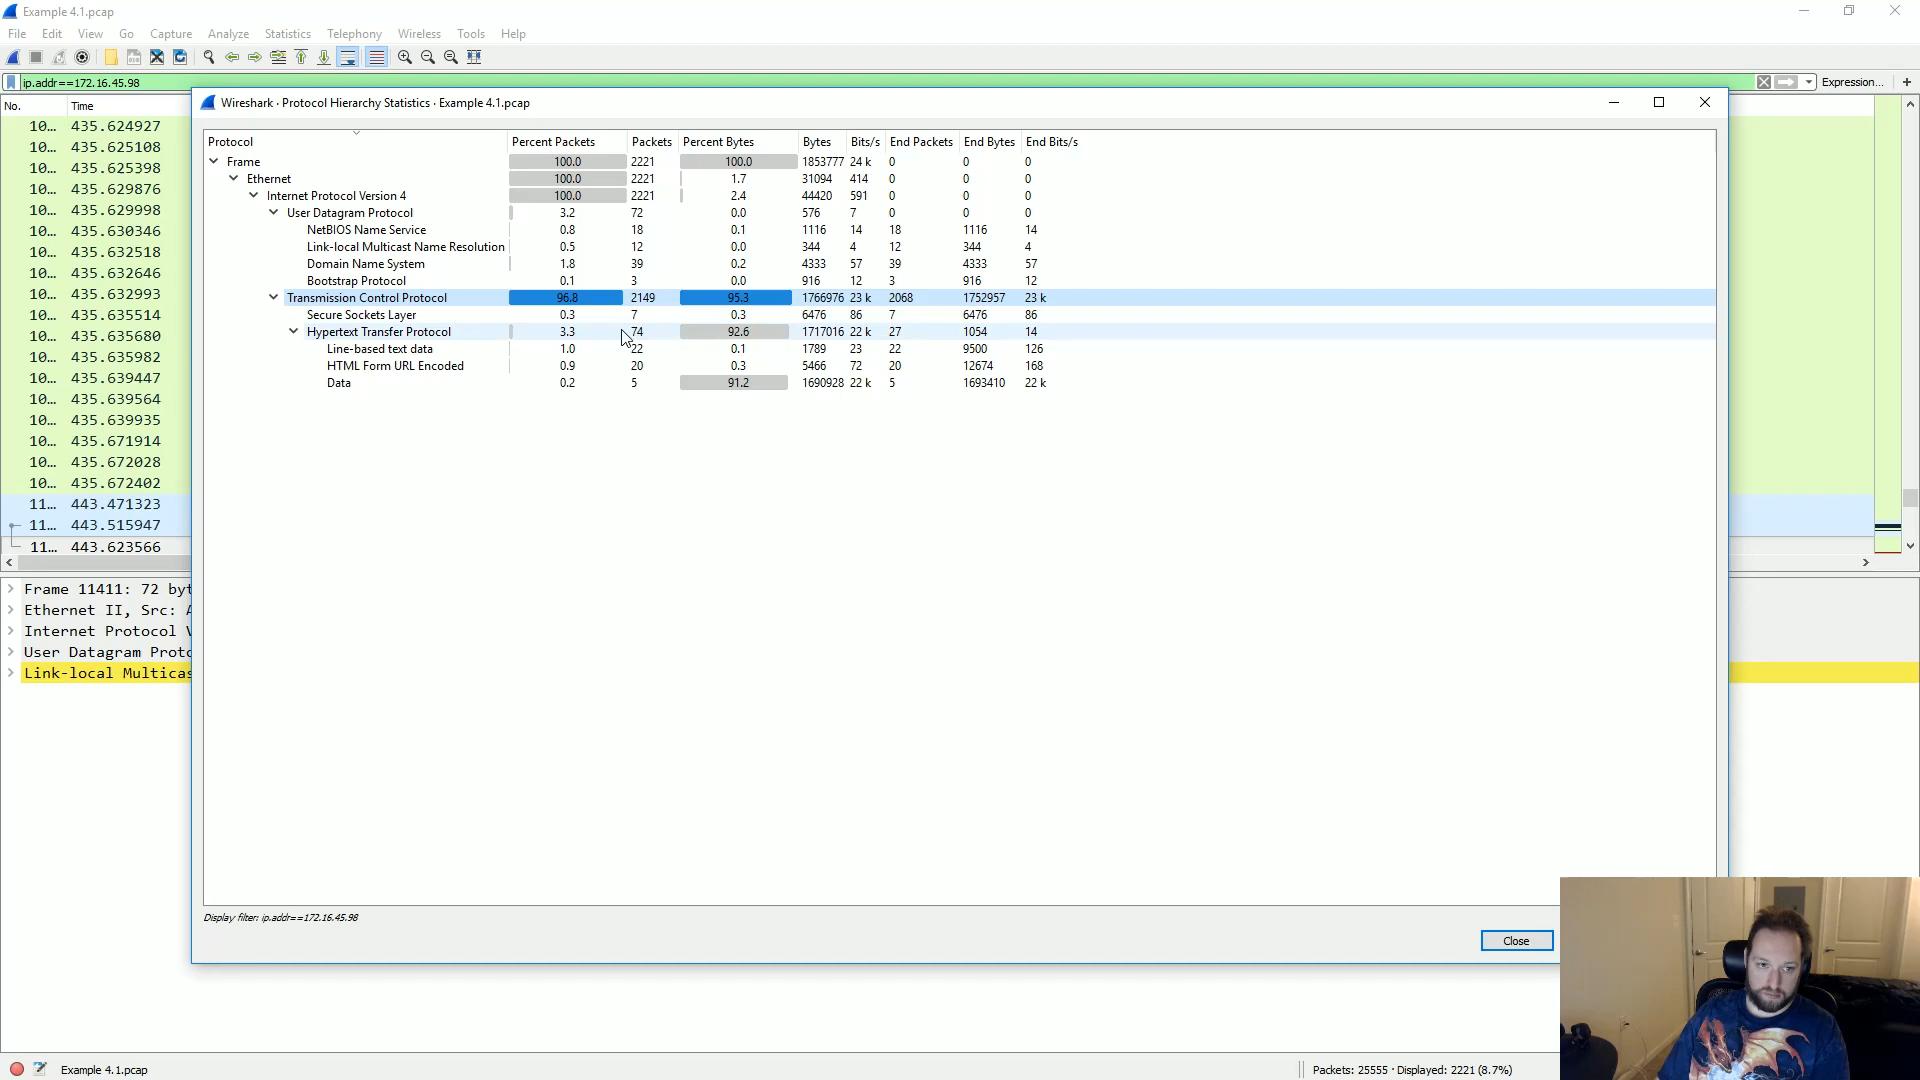 Example 4.1.pcap
File Edit View Go Capture Analyze Statistics Telephony Wireless Tools Help
ip.addr==172.16.45.98 Expression... +
No. Time
10... 435.624927
10... 435.625108
10... 435.625398
10... 435.629876
10... 435.629998
10... 435.630346
10... 435.632518
10... 435.632646
10... 435.632993
10... 435.635514
10... 435.635680
10... 435.635982
10... 435.639447
10... 435.639564
10... 435.639935
10... 435.671914
10... 435.672028
10... 435.672402
11... 443.471323
11... 443.515947
11... 443.623566
Wireshark · Protocol Hierarchy Statistics · Example 4.1.pcap
Protocol Percent Packets Packets Percent Bytes Bytes Bits/s End Packets End Bytes End Bits/s
Frame 100.0 2221 100.0 1853777 24 k 0 0 0
Ethernet 100.0 2221 1.7 31094 414 0 0 0
Internet Protocol Version 4 100.0 2221 2.4 44420 591 0 0 0
User Datagram Protocol 3.2 72 0.0 576 7 0 0 0
NetBIOS Name Service 0.8 18 0.1 1116 14 18 1116 14
Link-local Multicast Name Resolution 0.5 12 0.0 344 4 12 344 4
Domain Name System 1.8 39 0.2 4333 57 39 4333 57
Bootstrap Protocol 0.1 3 0.0 916 12 3 916 12
Transmission Control Protocol 96.8 2149 95.3 1766976 23 k 2068 1752957 23 k
Secure Sockets Layer 0.3 7 0.3 6476 86 7 6476 86
Hypertext Transfer Protocol 3.3 74 92.6 1717016 22 k 27 1054 14
Line-based text data 1.0 22 0.1 1789 23 22 9500 126
HTML Form URL Encoded 0.9 20 0.3 5466 72 20 12674 168
Data 0.2 5 91.2 1690928 22 k 5 1693410 22 k
Display filter: ip.addr==172.16.45.98
Close
Frame 11411: 72 byt
Ethernet II, Src: A
Internet Protocol V
User Datagram Proto
Link-local Multicas
Example 4.1.pcap
Packets: 25555 · Displayed: 2221 (8.7%)